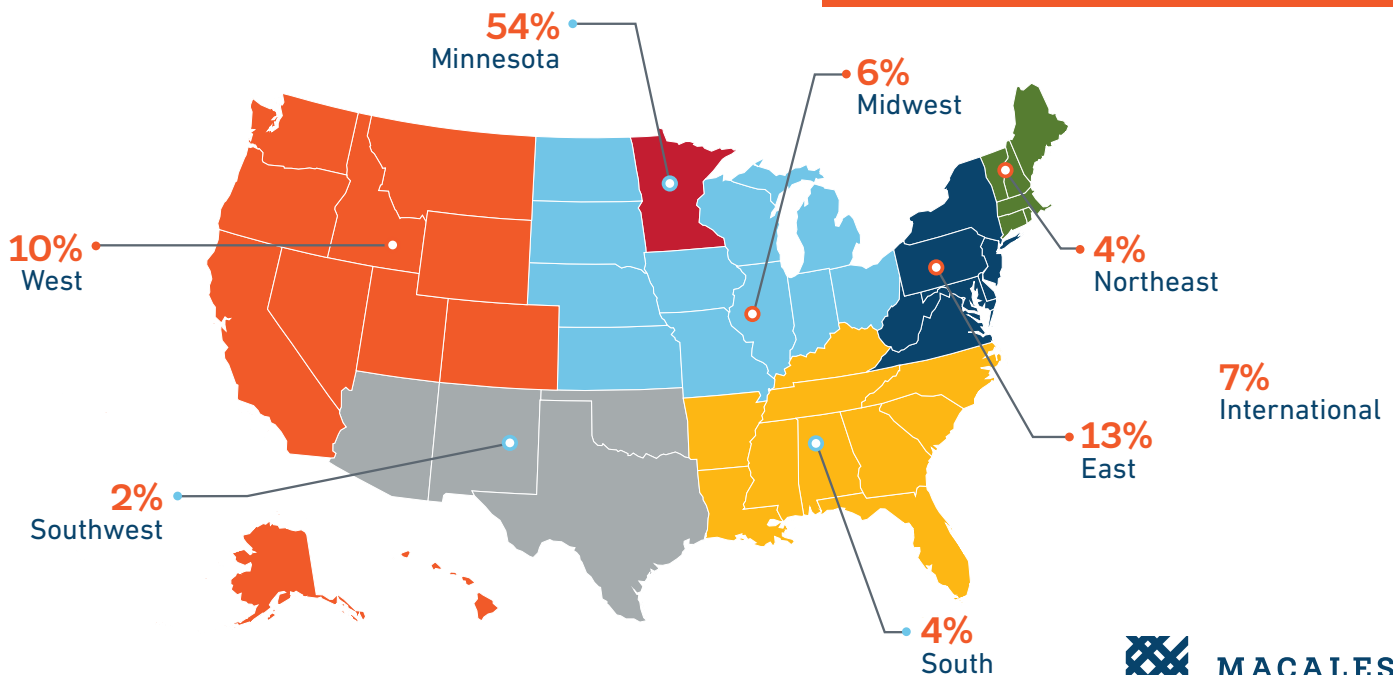 54%
Minnesota
6%
Midwest
10%
West
4%
Northeast
7%
International
13%
East
2%
Southwest
4%
South
MACALES